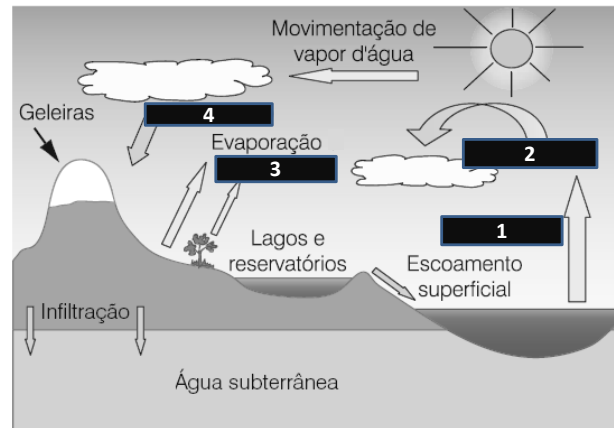 Movimentação de
vapor d'água
4
Geleiras
Evaporação
3
2
1
Lagos e
reservatórios
Escoamento
superficial
Infiltração
Água subterrânea